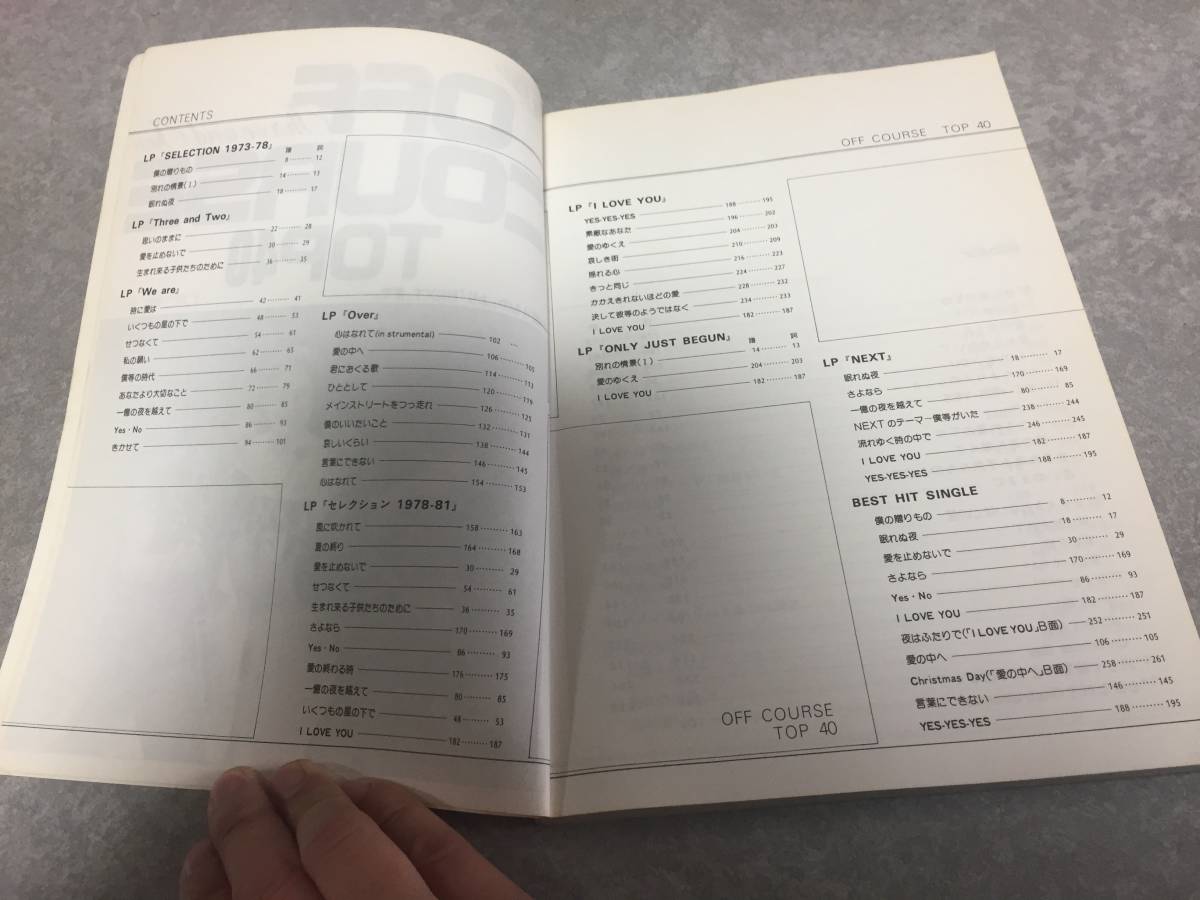 CONTENTS
LP「SELECTION 1973-78」 譜 詞
僕の贈りもの 8 12
別れの情景(1) 14 13
眠れぬ夜 18 17
LP「Three and Two」
思いのままに 22 28
愛を止めないで 30 29
生まれ来る子供たちのために 36 35
LP「We are」
時に愛は 42 41
いくつもの星の下で 48 53
せつなくて 54 61
私の願い 62 65
僕等の時代 66 71
あなたより大切なこと 72 79
一億の夜を越えて 80 85
Yes・No 86 93
きかせて 94 101
LP「Over」
心はなれて(in strumental) 102
愛の中へ 106 105
君におくる歌 114 113
ひととして 120 119
メインストリートをつっ走れ 126 125
僕のいいたいこと 132 131
哀しいくらい 138 144
言葉にできない 146 145
心はなれて 154 153
LP「セレクション 1978-81」
風に吹かれて 158 163
夏の終り 164 168
愛を止めないで 30 29
せつなくて 54 61
生まれ来る子供たちのために 36 35
さよなら 170 169
Yes・No 86 93
愛の終わる時 176 175
一億の夜を越えて 80 85
いくつもの星の下で 48 53
I LOVE YOU 182 187
OFF COURSE TOP 40
LP「I LOVE YOU」
YES-YES-YES 188 195
素敵なあなた 196 202
愛のゆくえ 204 203
哀しき街 210 209
揺れる心 216 223
きっと同じ 224 227
かかえきれないほどの愛 228 232
決して彼等のようではなく 234 233
I LOVE YOU 182 187
LP「ONLY JUST BEGUN」 譜 詞
別れの情景(1) 14 13
愛のゆくえ 204 203
I LOVE YOU 182 187
LP「NEXT」
眠れぬ夜 18 17
さよなら 170 169
一億の夜を越えて 80 85
NEXTのテーマー僕等がいた 238 244
流れゆく時の中で 246 245
I LOVE YOU 182 187
YES-YES-YES 188 195
BEST HIT SINGLE
僕の贈りもの 8 12
眠れぬ夜 18 17
愛を止めないで 30 29
さよなら 170 169
Yes・No 86 93
I LOVE YOU 182 187
夜はふたりで(「I LOVE YOU」B面) 252 251
愛の中へ 106 105
Christmas Day(「愛の中へ」B面) 258 261
言葉にできない 146 145
YES-YES-YES 188 195
OFF COURSE
TOP 40